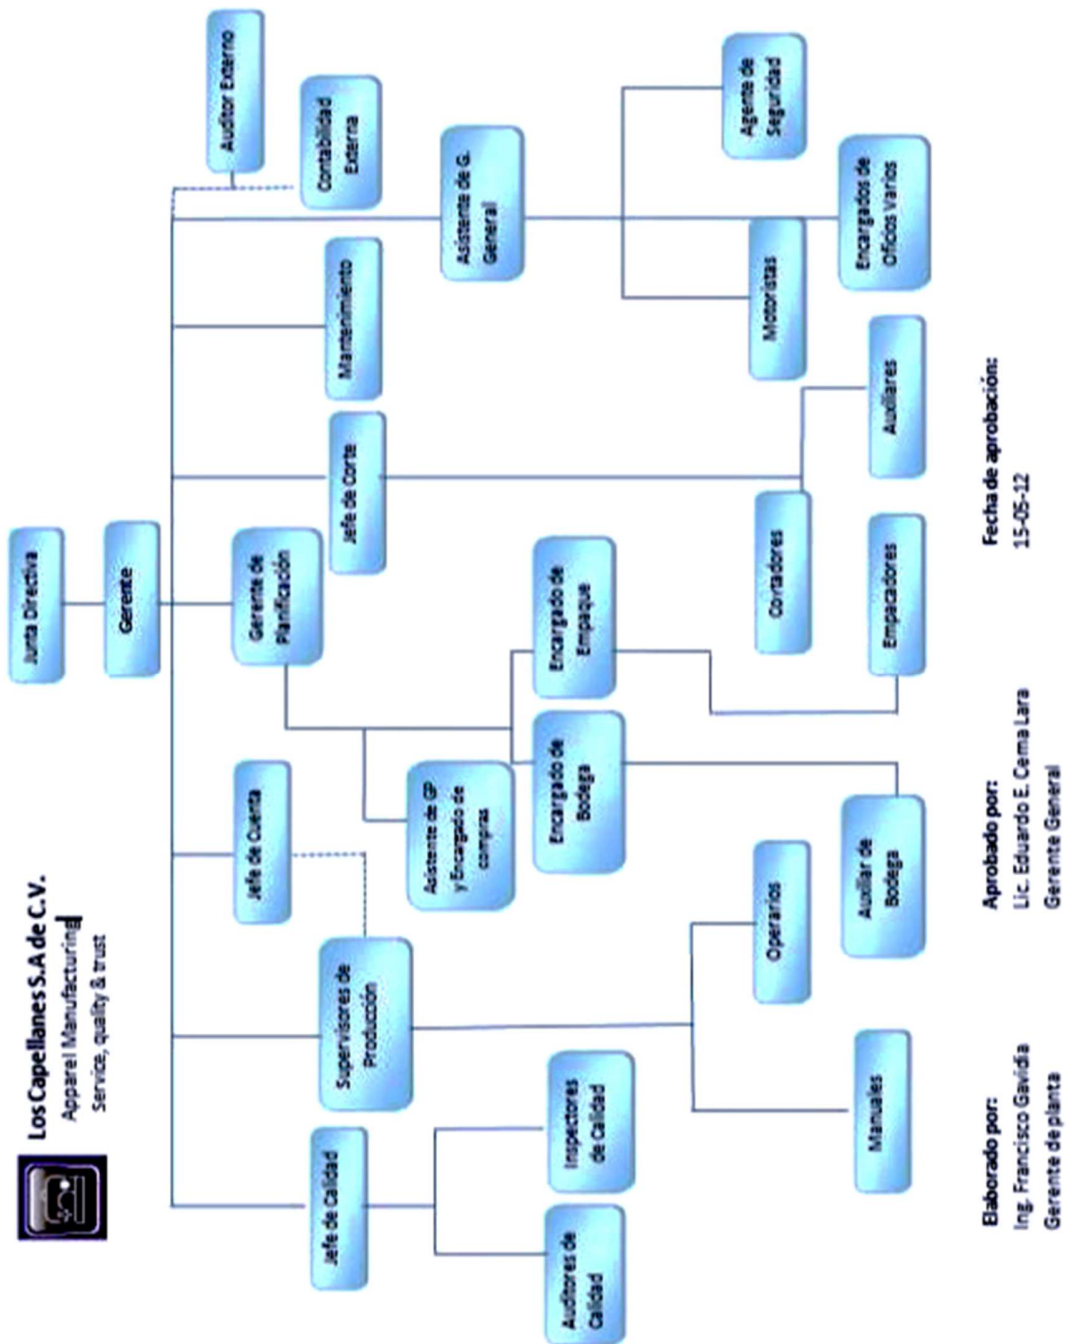 Los Capellanes S.A de C.V.
Apparel Manufacturing
Service, quality & trust
Junta Directiva
Gerente
Auditor Externo
Contabilidad
Externa
Jefe de Cuenta
Gerente de
Planificación
Jefe de Calidad
Supervisores de
Producción
Jefe de Corte
Mantenimiento
Asistente de G.
General
Asistente de GP
y Encargado de
compras
Auditores de
Calidad
Inspectores
de Calidad
Encargado de
Bodega
Encargado de
Empaque
Operarios
Cortadores
Motoristas
Agente de
Seguridad
Manuales
Auxiliar de
Bodega
Empacadores
Auxiliares
Encargados de
Oficios Varios
Elaborado por:
Ing. Francisco Gavidia
Gerente de planta
Aprobado por:
Lic. Eduardo E. Cerna Lara
Gerente General
Fecha de aprobación:
15-05-12